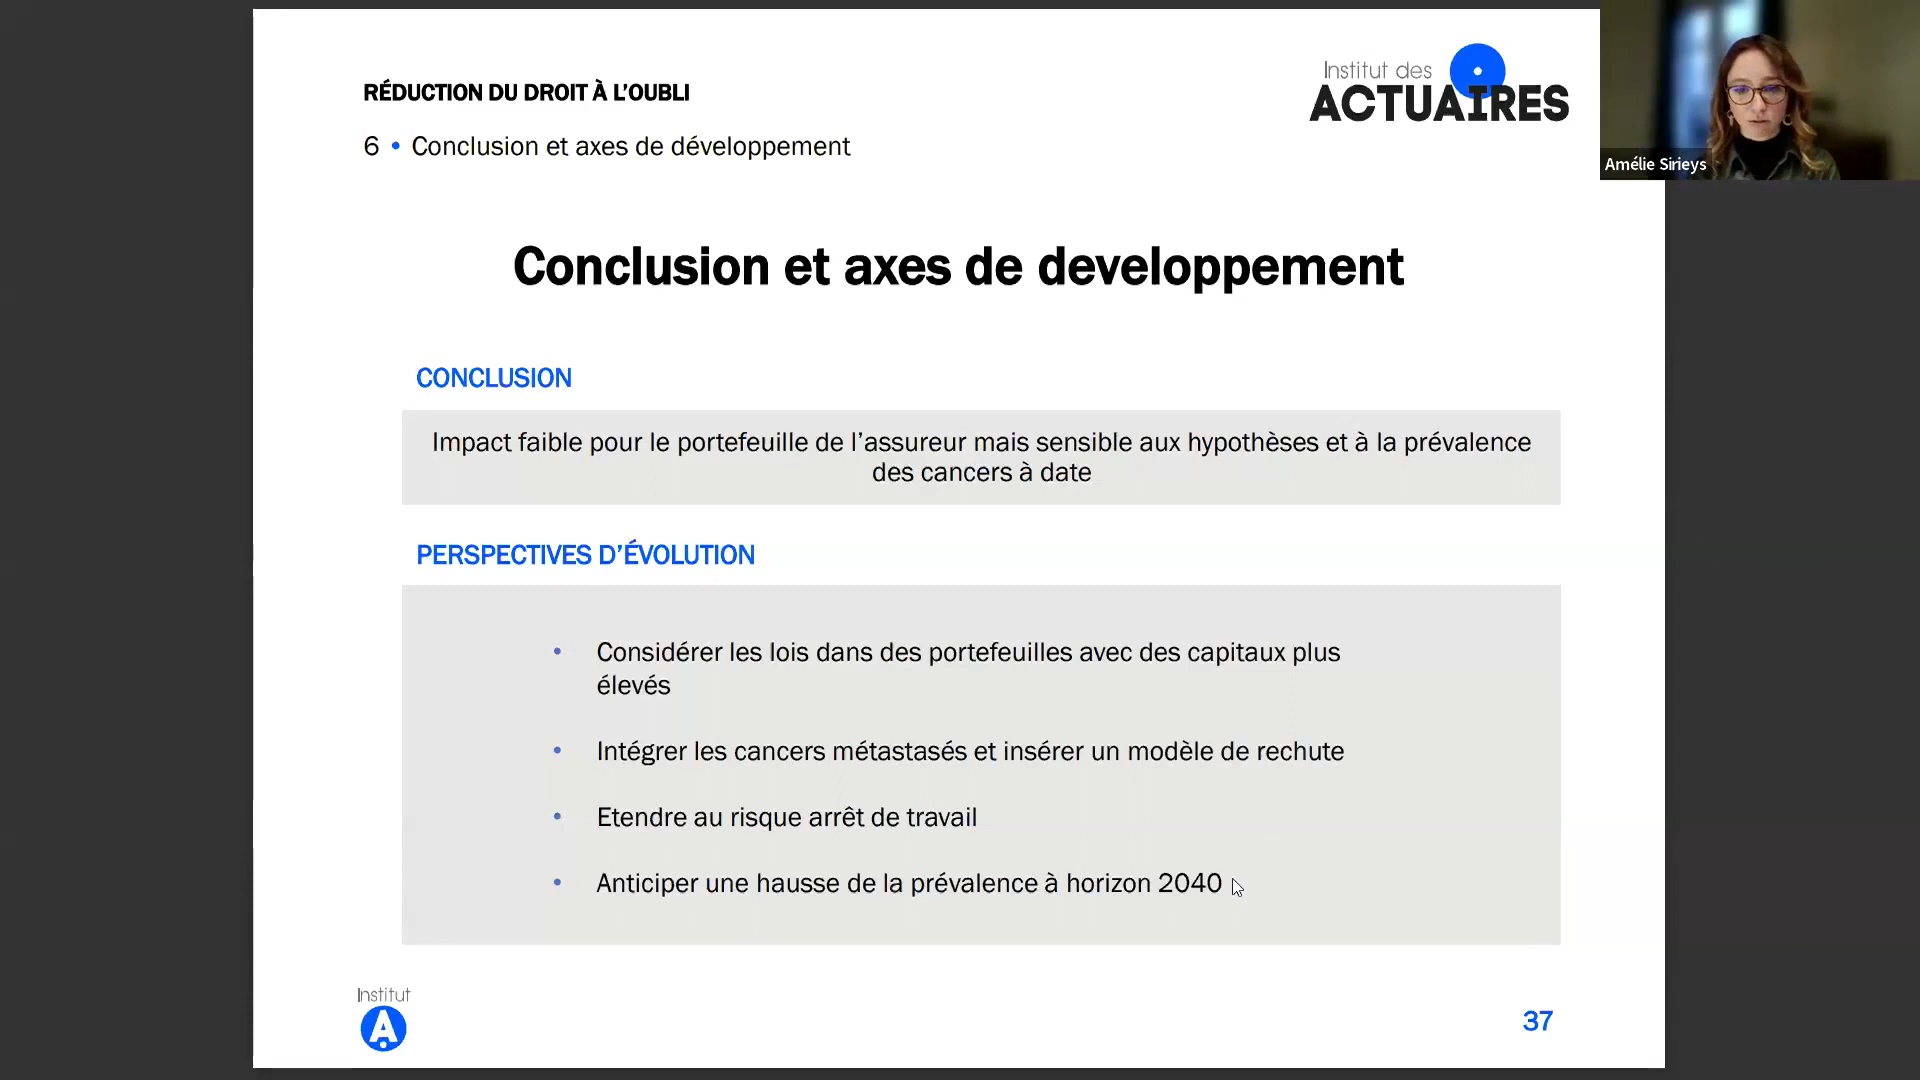 RÉDUCTION DU DROIT À L’OUBLI
6 • Conclusion et axes de développement
Institut des
ACTUAIRES
Amélie Sirieys
Conclusion et axes de developpement
CONCLUSION
Impact faible pour le portefeuille de l’assureur mais sensible aux hypothèses et à la prévalence
des cancers à date
PERSPECTIVES D’ÉVOLUTION
• Considérer les lois dans des portefeuilles avec des capitaux plus
élevés
• Intégrer les cancers métastasés et insérer un modèle de rechute
• Etendre au risque arrêt de travail
• Anticiper une hausse de la prévalence à horizon 2040
Institut
A
37